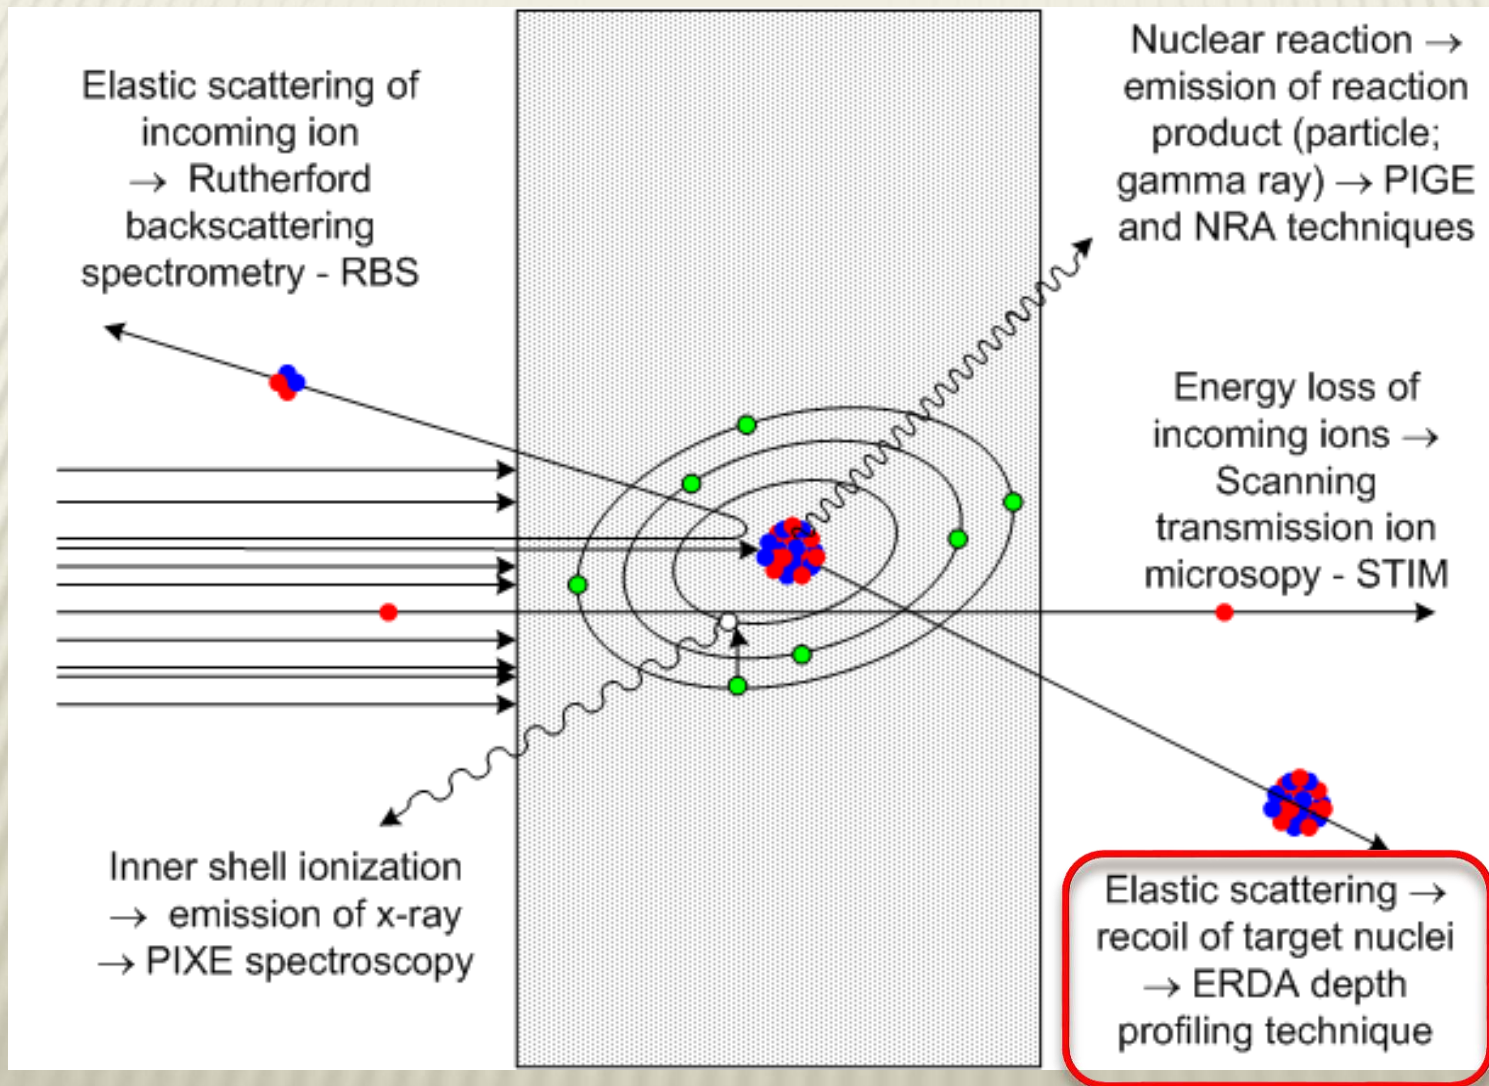 Elastic scattering of
incoming ion
→ Rutherford
backscattering
spectrometry - RBS
Nuclear reaction →
emission of reaction
product (particle;
gamma ray) → PIGE
and NRA techniques
Energy loss of
incoming ions →
Scanning
transmission ion
microsopy - STIM
Inner shell ionization
→ emission of x-ray
→ PIXE spectroscopy
Elastic scattering →
recoil of target nuclei
→ ERDA depth
profiling technique